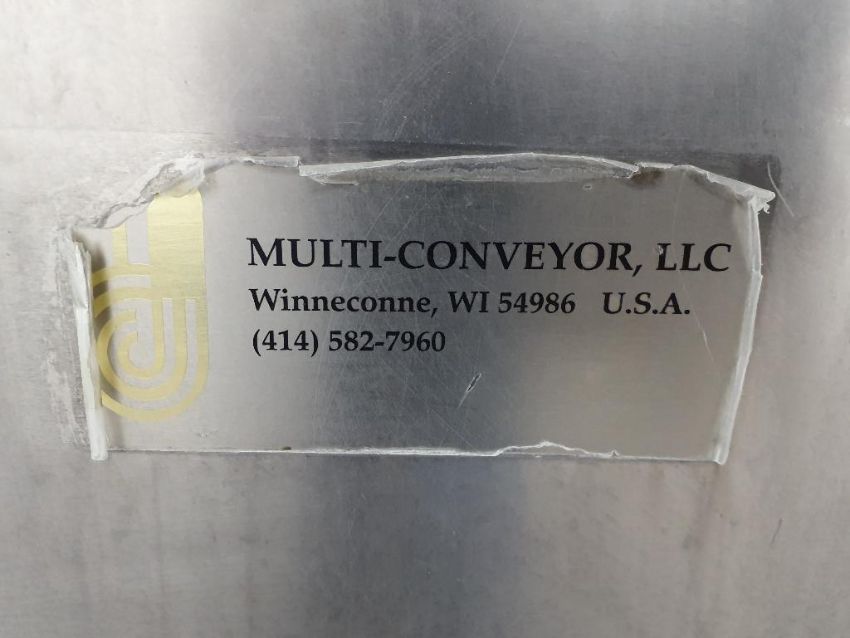 MULTI-CONVEYOR, LLC
Winneconne, WI 54986 U.S.A.
(414) 582-7960